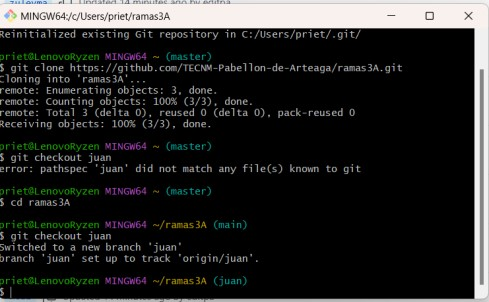 Updated 14 minutes ago by editha
MINGW64:/c/Users/priet/ramas3A
Reinitialized existing Git repository in C:/Users/priet/.git/
priet@LenovoRyzen MINGW64 ~ (master)
$ git clone https://github.com/TECNM-Pabellon-de-Arteaga/ramas3A.git
Cloning into 'ramas3A'...
remote: Enumerating objects: 3, done.
remote: Counting objects: 100% (3/3), done.
remote: Total 3 (delta 0), reused 0 (delta 0), pack-reused 0
Receiving objects: 100% (3/3), done.
priet@LenovoRyzen MINGW64 ~ (master)
$ git checkout juan
error: pathspec 'juan' did not match any file(s) known to git
priet@LenovoRyzen MINGW64 ~ (master)
$ cd ramas3A
priet@LenovoRyzen MINGW64 ~/ramas3A (main)
$ git checkout juan
Switched to a new branch 'juan'
branch 'juan' set up to track 'origin/juan'.
priet@LenovoRyzen MINGW64 ~/ramas3A (juan)
$